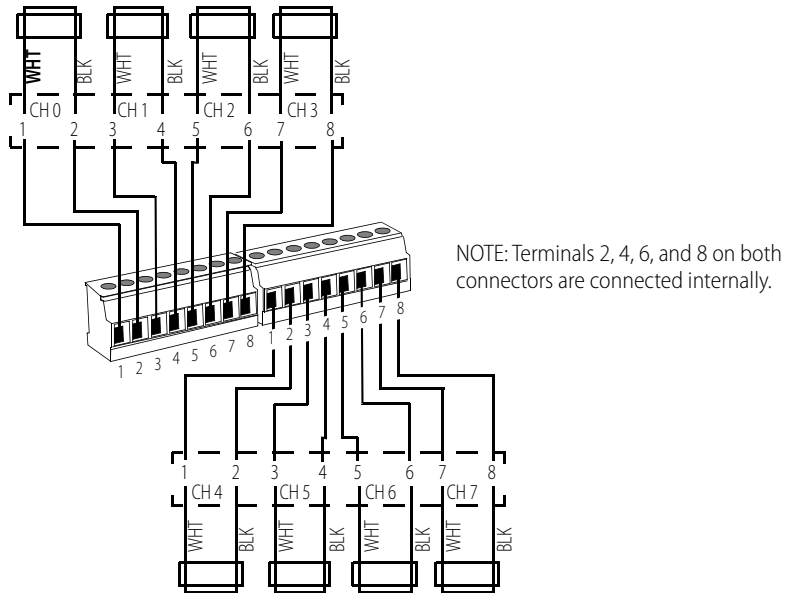 WHT BLK WHT BLK WHT BLK WHT BLK
CH 0 CH 1 CH 2 CH 3
1 2 3 4 5 6 7 8
NOTE: Terminals 2, 4, 6, and 8 on both
connectors are connected internally.
1 2 3 4 5 6 7 8
1 2 3 4 5 6 7 8
1 2 3 4 5 6 7 8
CH 4 CH 5 CH 6 CH 7
WHT BLK WHT BLK WHT BLK WHT BLK